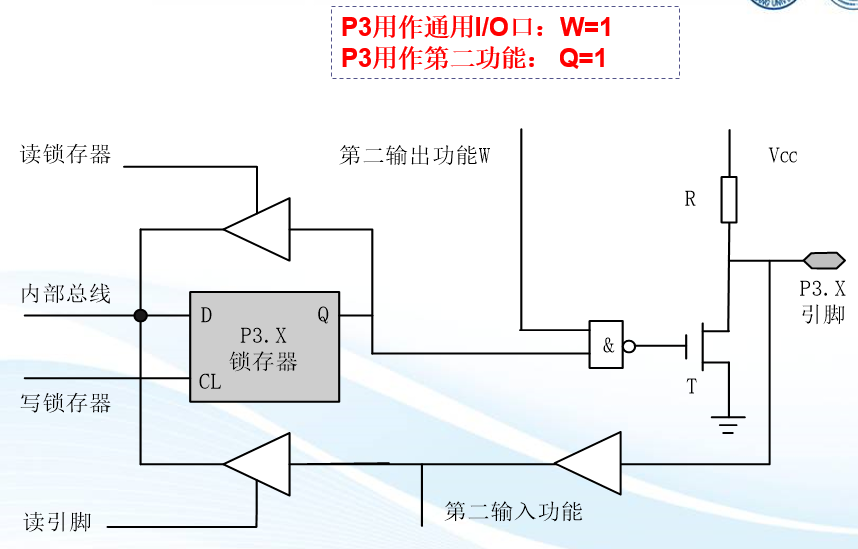 P3用作通用I/O口：W=1
P3用作第二功能： Q=1
读锁存器
第二输出功能W
Vcc
R
内部总线
D
Q
P3.X
锁存器
CL
&
P3.X
引脚
T
写锁存器
读引脚
第二输入功能